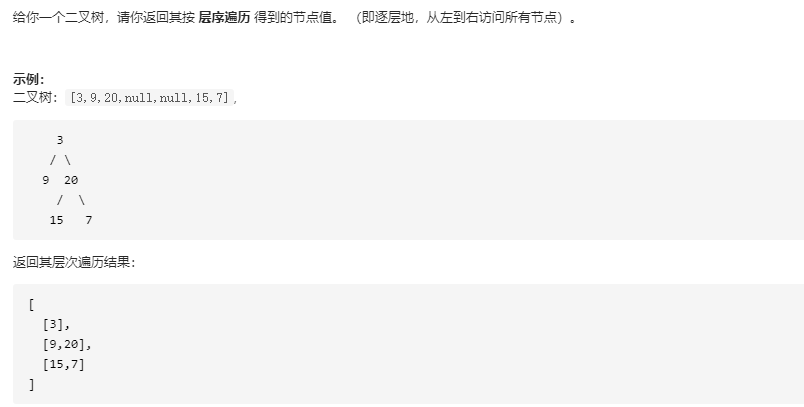 给你一个二叉树，请你返回其按 层序遍历 得到的节点值。 （即逐层地，从左到右访问所有节点）。
示例：
二叉树：[3,9,20,null,null,15,7],
3
/ \
9  20
/  \
15   7
返回其层次遍历结果：
[
[3],
[9,20],
[15,7]
]